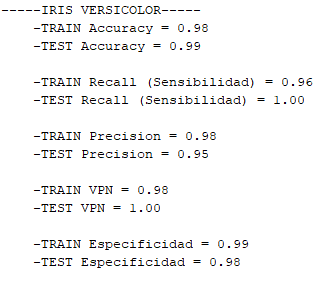 -----IRIS VERSICOLOR-----
-TRAIN Accuracy = 0.98
-TEST Accuracy = 0.99
-TRAIN Recall (Sensibilidad) = 0.96
-TEST Recall (Sensibilidad) = 1.00
-TRAIN Precision = 0.98
-TEST Precision = 0.95
-TRAIN VPN = 0.98
-TEST VPN = 1.00
-TRAIN Especificidad = 0.99
-TEST Especificidad = 0.98